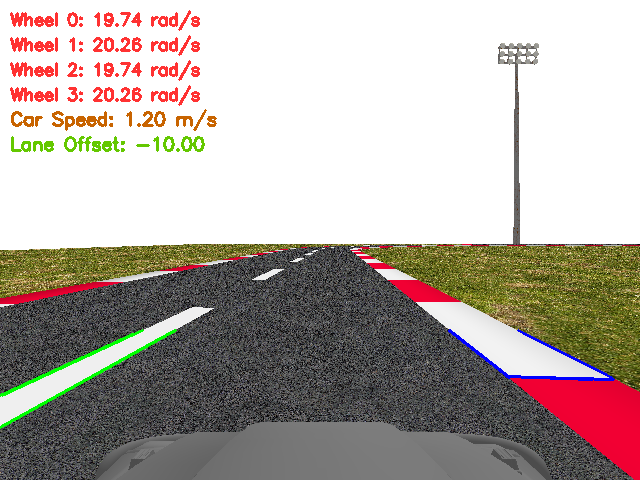 Wheel 0: 19.74 rad/s
Wheel 1: 20.26 rad/s
Wheel 2: 19.74 rad/s
Wheel 3: 20.26 rad/s
Car Speed: 1.20 m/s
Lane Offset: -10.00